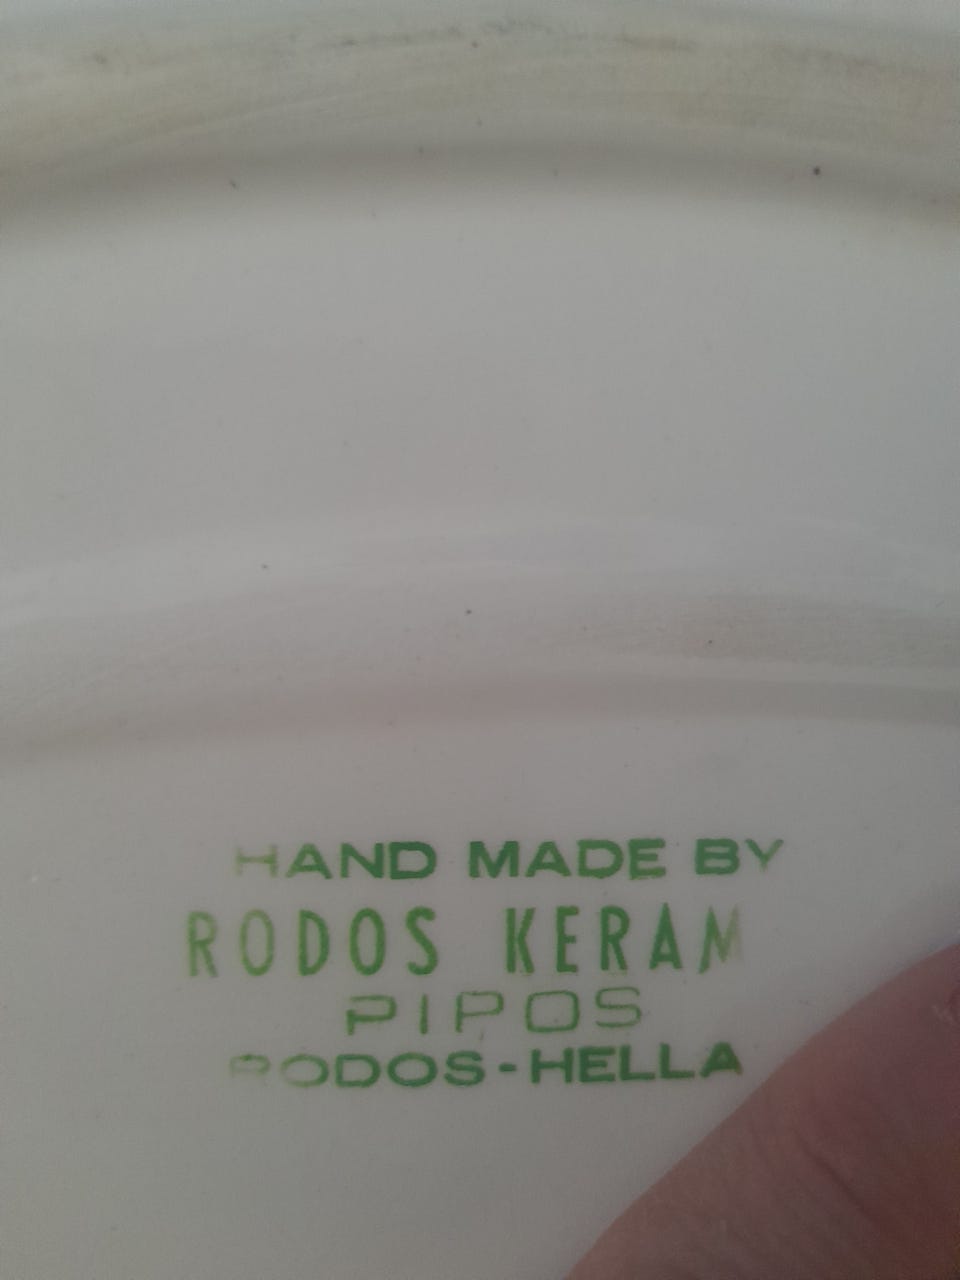 HAND MADE BY
RODOS KERAM
PIPOS
RODOS-HELLA